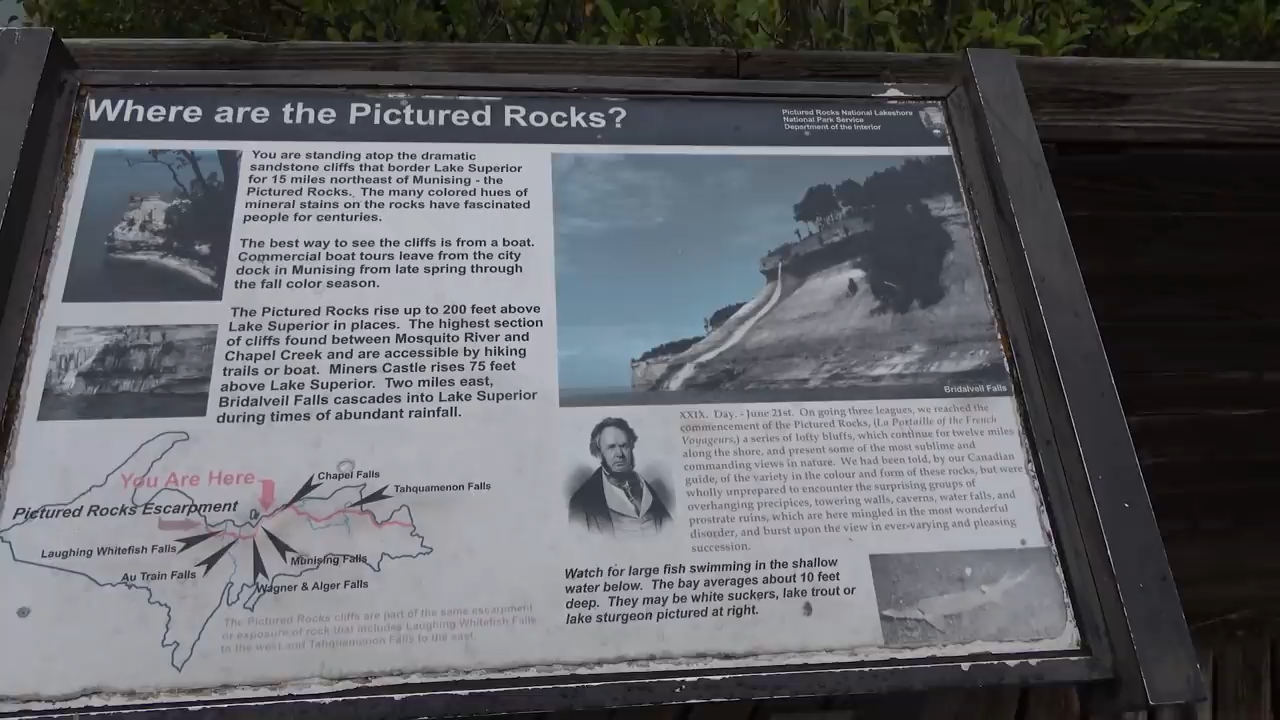 Where are the Pictured Rocks?
Pictured Rocks National Lakeshore
National Park Service
Department of the Interior
You are standing atop the dramatic
sandstone cliffs that border Lake Superior
for 15 miles northeast of Munising - the
Pictured Rocks. The many colored hues of
mineral stains on the rocks have fascinated
people for centuries.
The best way to see the cliffs is from a boat.
Commercial boat tours leave from the city
dock in Munising from late spring through
the fall color season.
The Pictured Rocks rise up to 200 feet above
Lake Superior in places. The highest section
of cliffs found between Mosquito River and
Chapel Creek and are accessible by hiking
trails or boat. Miners Castle rises 75 feet
above Lake Superior. Two miles east,
Bridalveil Falls cascades into Lake Superior
during times of abundant rainfall.
Bridalveil Falls
XXIX. Day. - June 21st. On going three leagues, we reached the
commencement of the Pictured Rocks, (La Portaille of the French
Voyageurs,) a series of lofty bluffs, which continue for twelve miles
along the shore, and present some of the most sublime and
commanding views in nature. We had been told, by our Canadian
guide, of the variety in the colour and form of these rocks, but were
wholly unprepared to encounter the surprising groups of
overhanging precipices, towering walls, caverns, water falls, and
prostrate ruins, which are here mingled in the most wonderful
disorder, and burst upon the view in ever-varying and pleasing
succession.
Watch for large fish swimming in the shallow
water below. The bay averages about 10 feet
deep. They may be white suckers, lake trout or
lake sturgeon pictured at right.
You Are Here
Chapel Falls
Tahquamenon Falls
Pictured Rocks Escarpment
Laughing Whitefish Falls
Au Train Falls
Munising Falls
Wagner & Alger Falls
The Pictured Rocks cliffs are part of the same escarpment
or exposure of rock that includes Laughing Whitefish Falls
to the west and Tahquamenon Falls to the east.